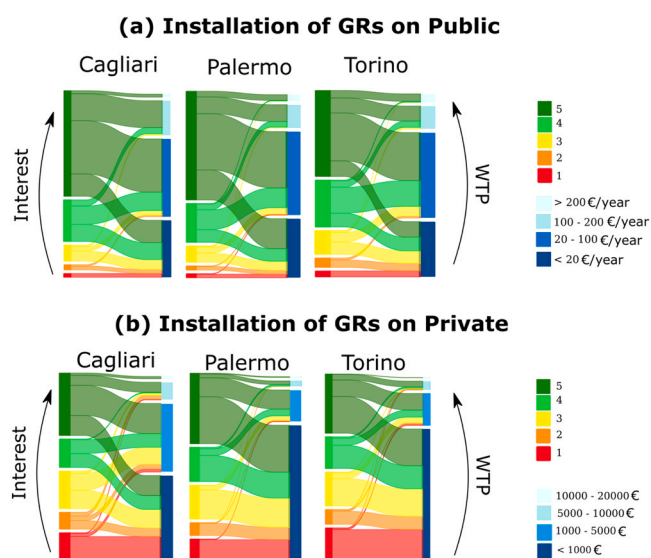 (a) Installation of GRs on Public
Cagliari Palermo Torino
Interest
WTP
5
4
3
2
1
> 200 €/year
100 - 200 €/year
20 - 100 €/year
< 20 €/year
(b) Installation of GRs on Private
Cagliari Palermo Torino
Interest
WTP
5
4
3
2
1
10000 - 20000 €
5000 - 10000 €
1000 - 5000 €
< 1000 €